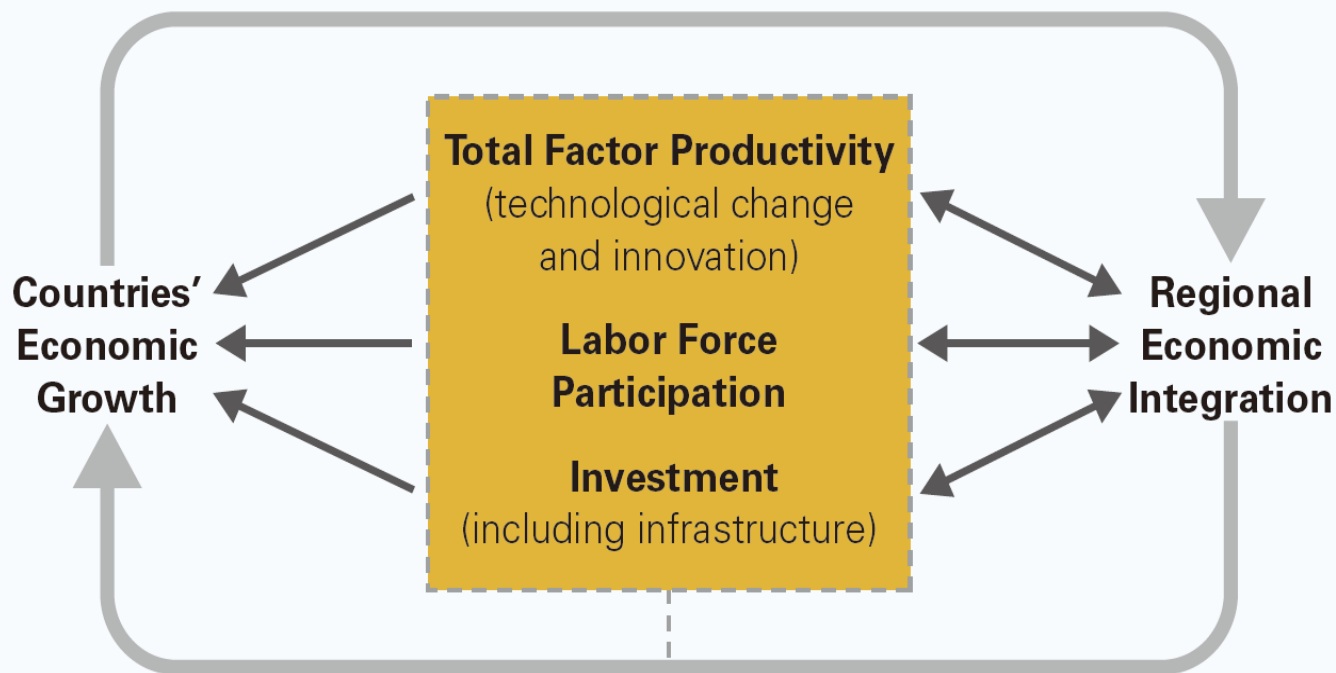 Countries’
Economic
Growth
Total Factor Productivity
(technological change
and innovation)
Labor Force
Participation
Investment
(including infrastructure)
Regional
Economic
Integration